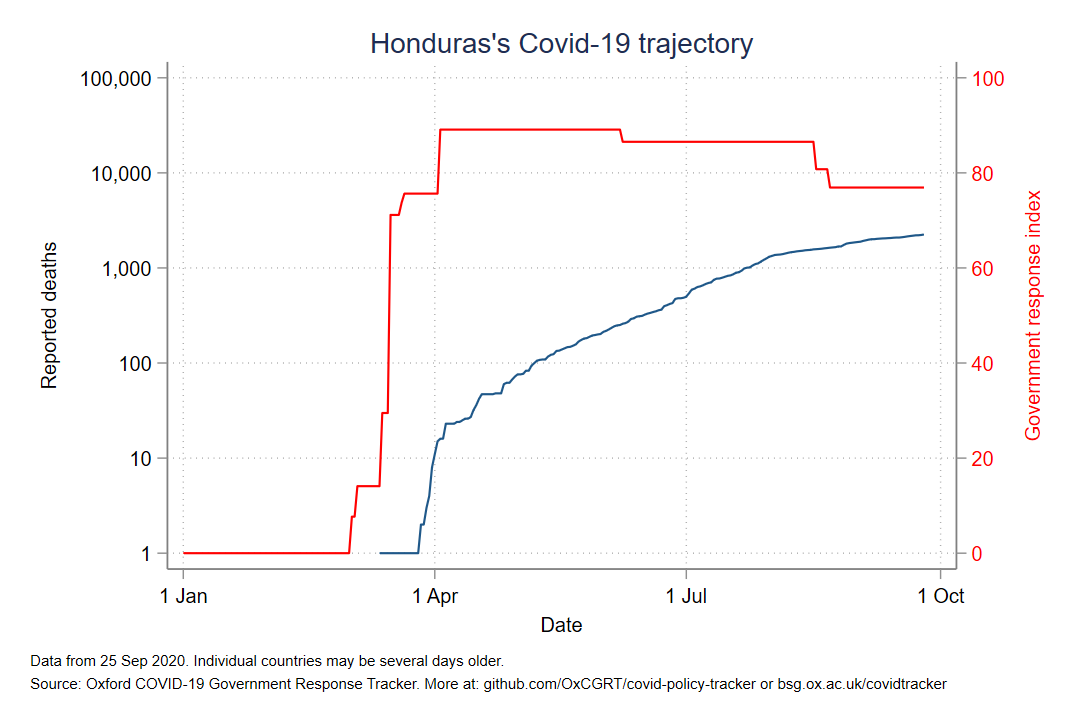 Honduras's Covid-19 trajectory
100,000
10,000
1,000
100
10
1
Reported deaths
100
80
60
40
20
0
Government response index
1 Jan
1 Apr
1 Jul
1 Oct
Date
Data from 25 Sep 2020. Individual countries may be several days older.
Source: Oxford COVID-19 Government Response Tracker. More at: github.com/OxCGRT/covid-policy-tracker or bsg.ox.ac.uk/covidtracker